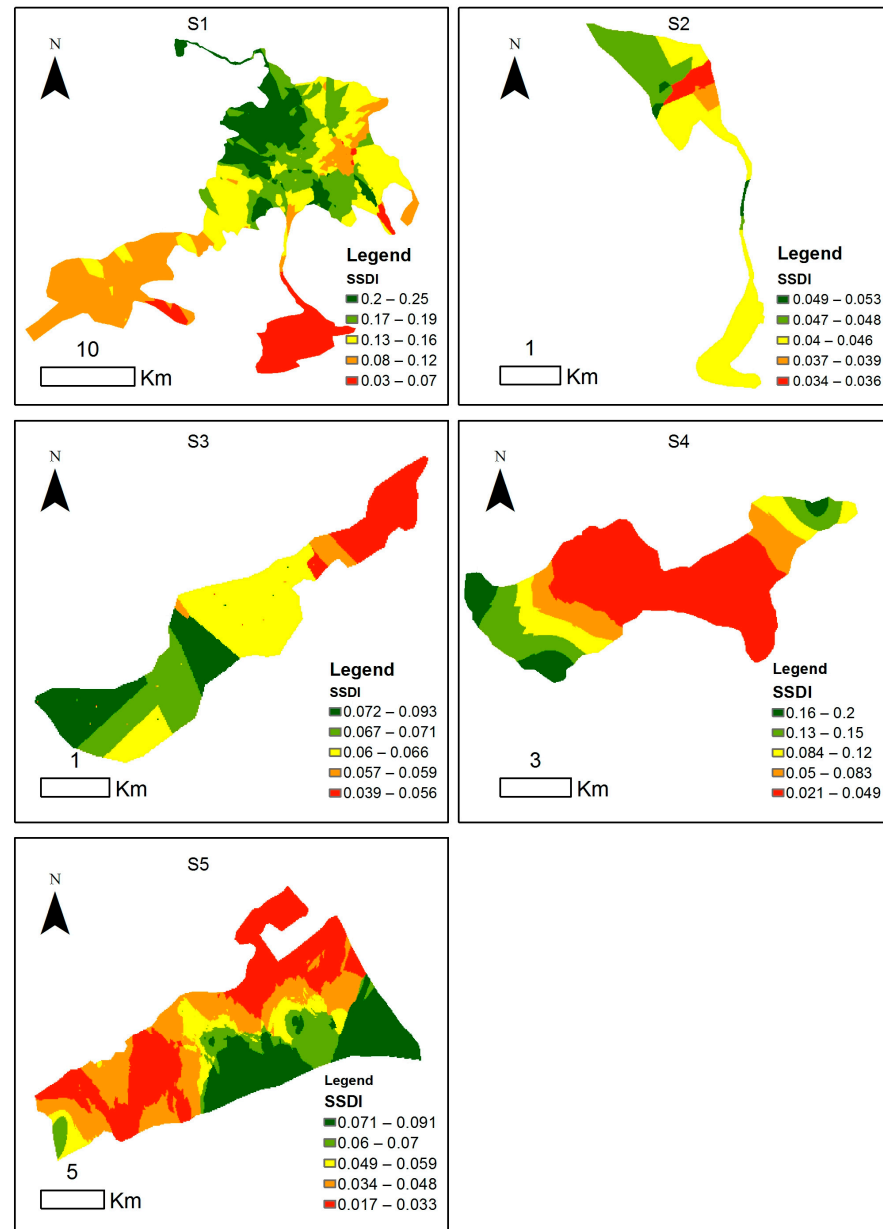 S1
N
Legend
SSDI
0.2 – 0.25
0.17 – 0.19
0.13 – 0.16
0.08 – 0.12
0.03 – 0.07
10
Km
S2
N
Legend
SSDI
0.049 – 0.053
0.047 – 0.048
0.04 – 0.046
0.037 – 0.039
0.034 – 0.036
1
Km
S3
N
Legend
SSDI
0.072 – 0.093
0.067 – 0.071
0.06 – 0.066
0.057 – 0.059
0.039 – 0.056
1
Km
S4
N
Legend
SSDI
0.16 – 0.2
0.13 – 0.15
0.084 – 0.12
0.05 – 0.083
0.021 – 0.049
3
Km
S5
N
Legend
SSDI
0.071 – 0.091
0.06 – 0.07
0.049 – 0.059
0.034 – 0.048
0.017 – 0.033
5
Km